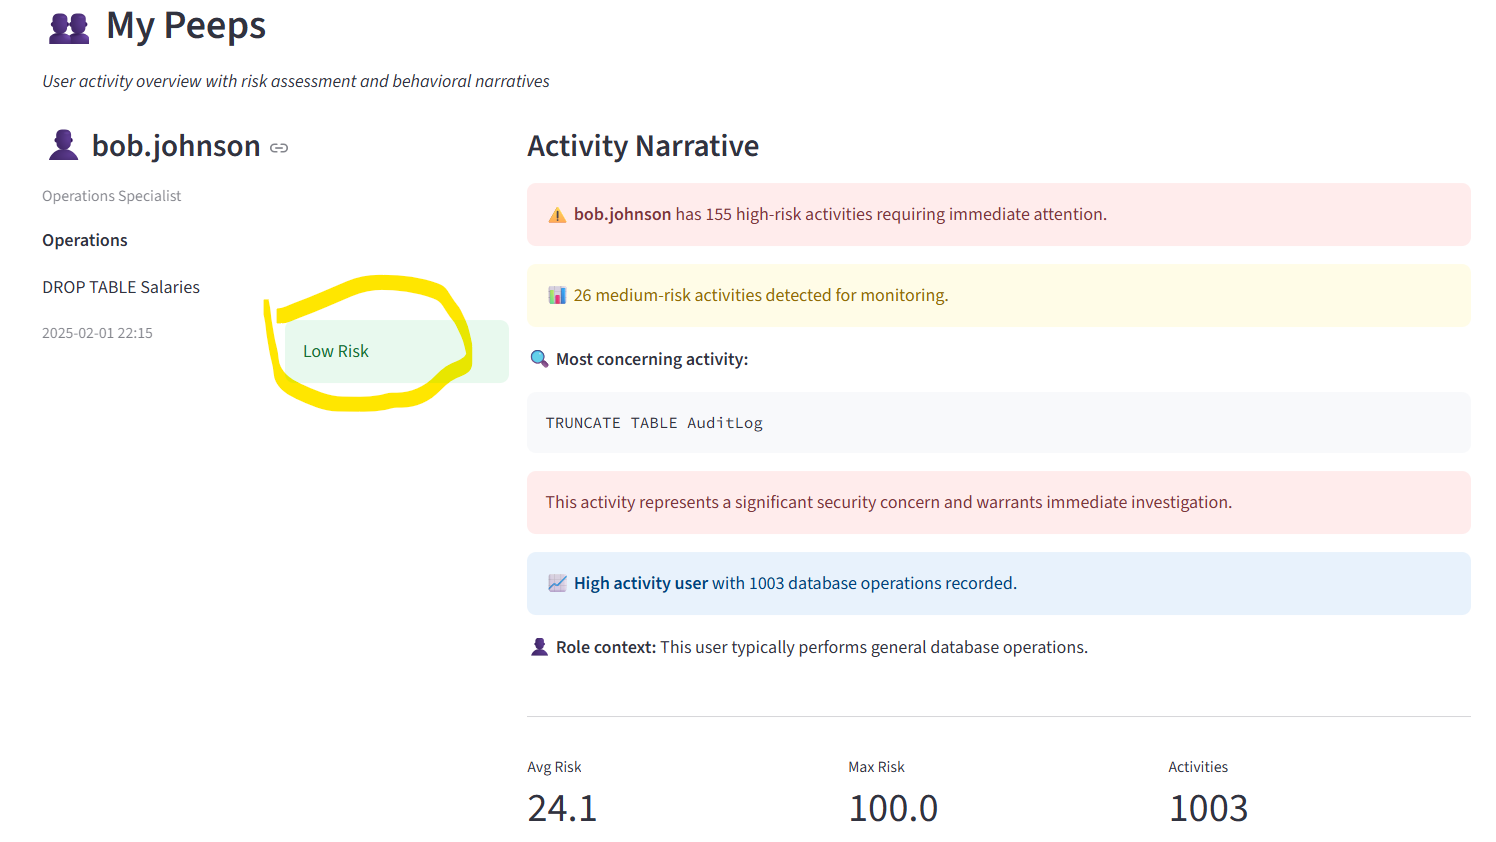 My Peeps
User activity overview with risk assessment and behavioral narratives
bob.johnson
Operations Specialist
Operations
DROP TABLE Salaries
2025-02-01 22:15
Low Risk
Activity Narrative
bob.johnson has 155 high-risk activities requiring immediate attention.
26 medium-risk activities detected for monitoring.
Most concerning activity:
TRUNCATE TABLE AuditLog
This activity represents a significant security concern and warrants immediate investigation.
High activity user with 1003 database operations recorded.
Role context: This user typically performs general database operations.
Avg Risk
24.1
Max Risk
100.0
Activities
1003